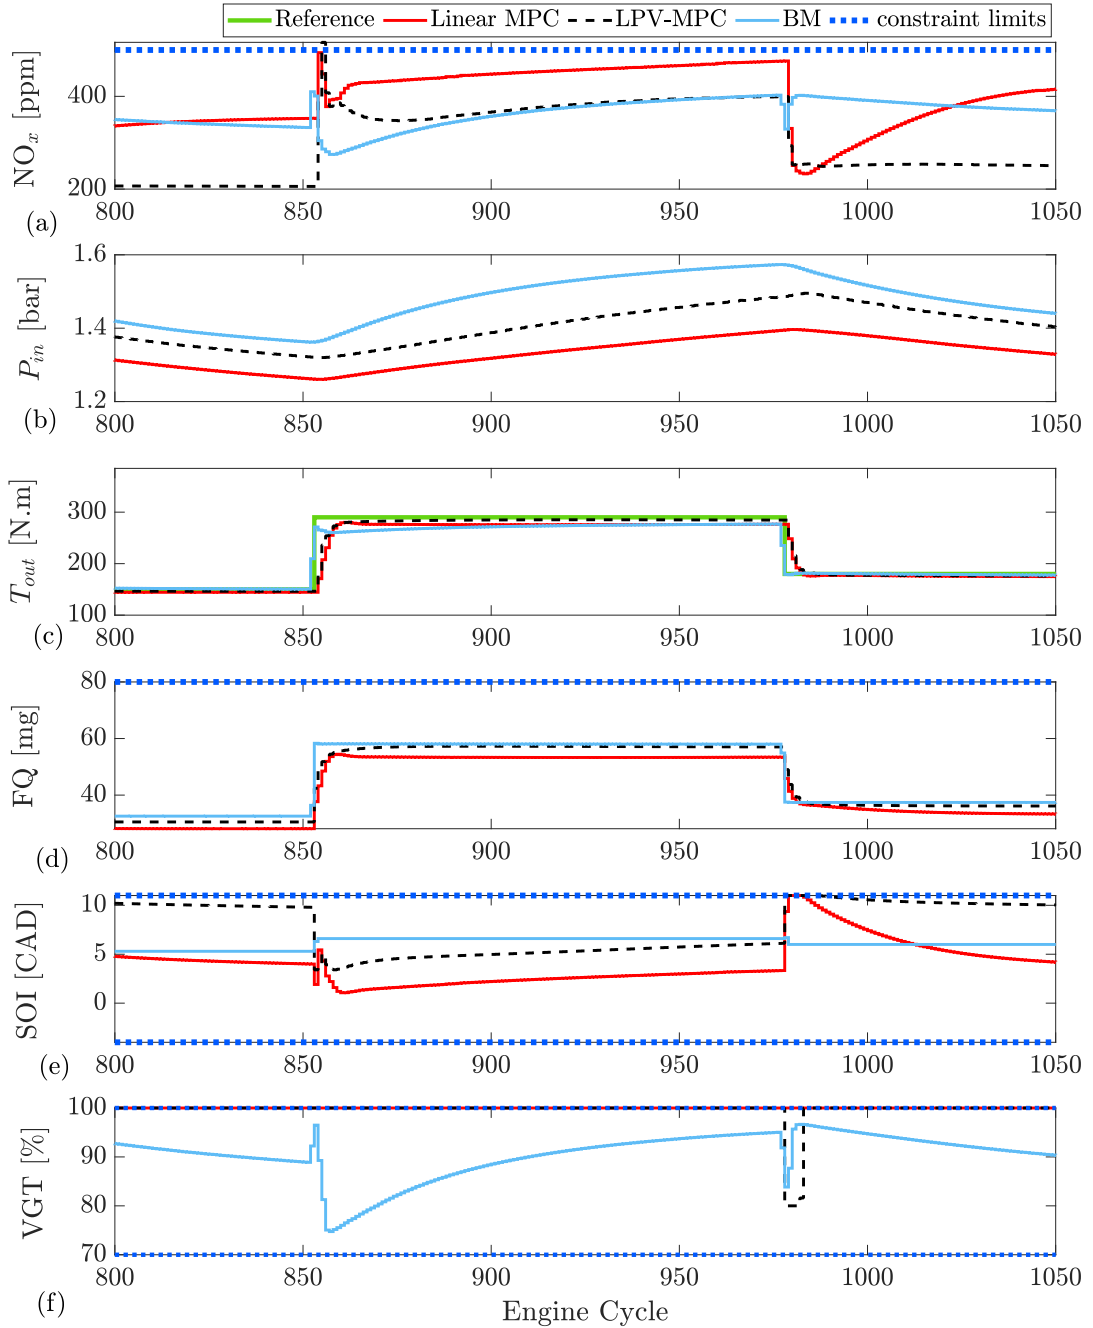 Reference Linear MPC LPV-MPC BM constraint limits
400
200
NOx [ppm]
800 850 900 950 1000 1050
(a)
1.6
1.4
1.2
Pin [bar]
800 850 900 950 1000 1050
(b)
300
200
100
Tout [N.m]
800 850 900 950 1000 1050
(c)
80
60
40
FQ [mg]
800 850 900 950 1000 1050
(d)
10
5
0
SOI [CAD]
800 850 900 950 1000 1050
(e)
100
90
80
70
VGT [%]
800 850 900 950 1000 1050
(f)
Engine Cycle